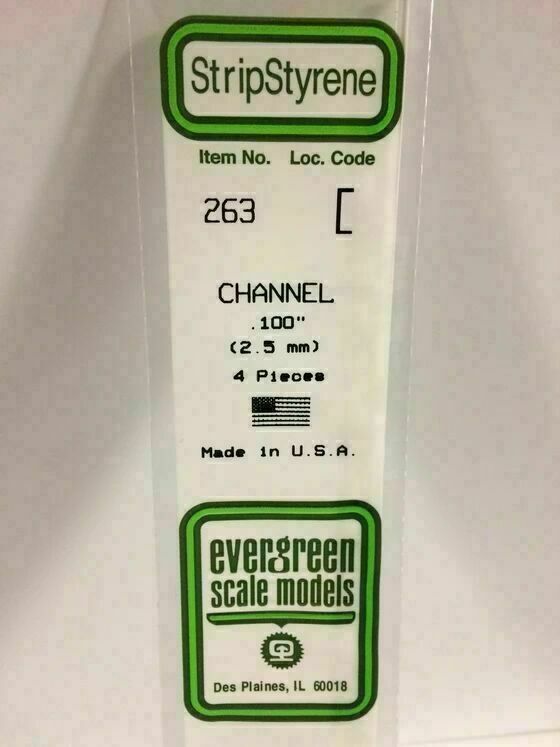 StripStyrene
Item No. Loc. Code
263 [
CHANNEL
.100"
(2.5 mm)
4 Pieces
Made in U.S.A.
evergreen
scale models
Des Plaines, IL 60018